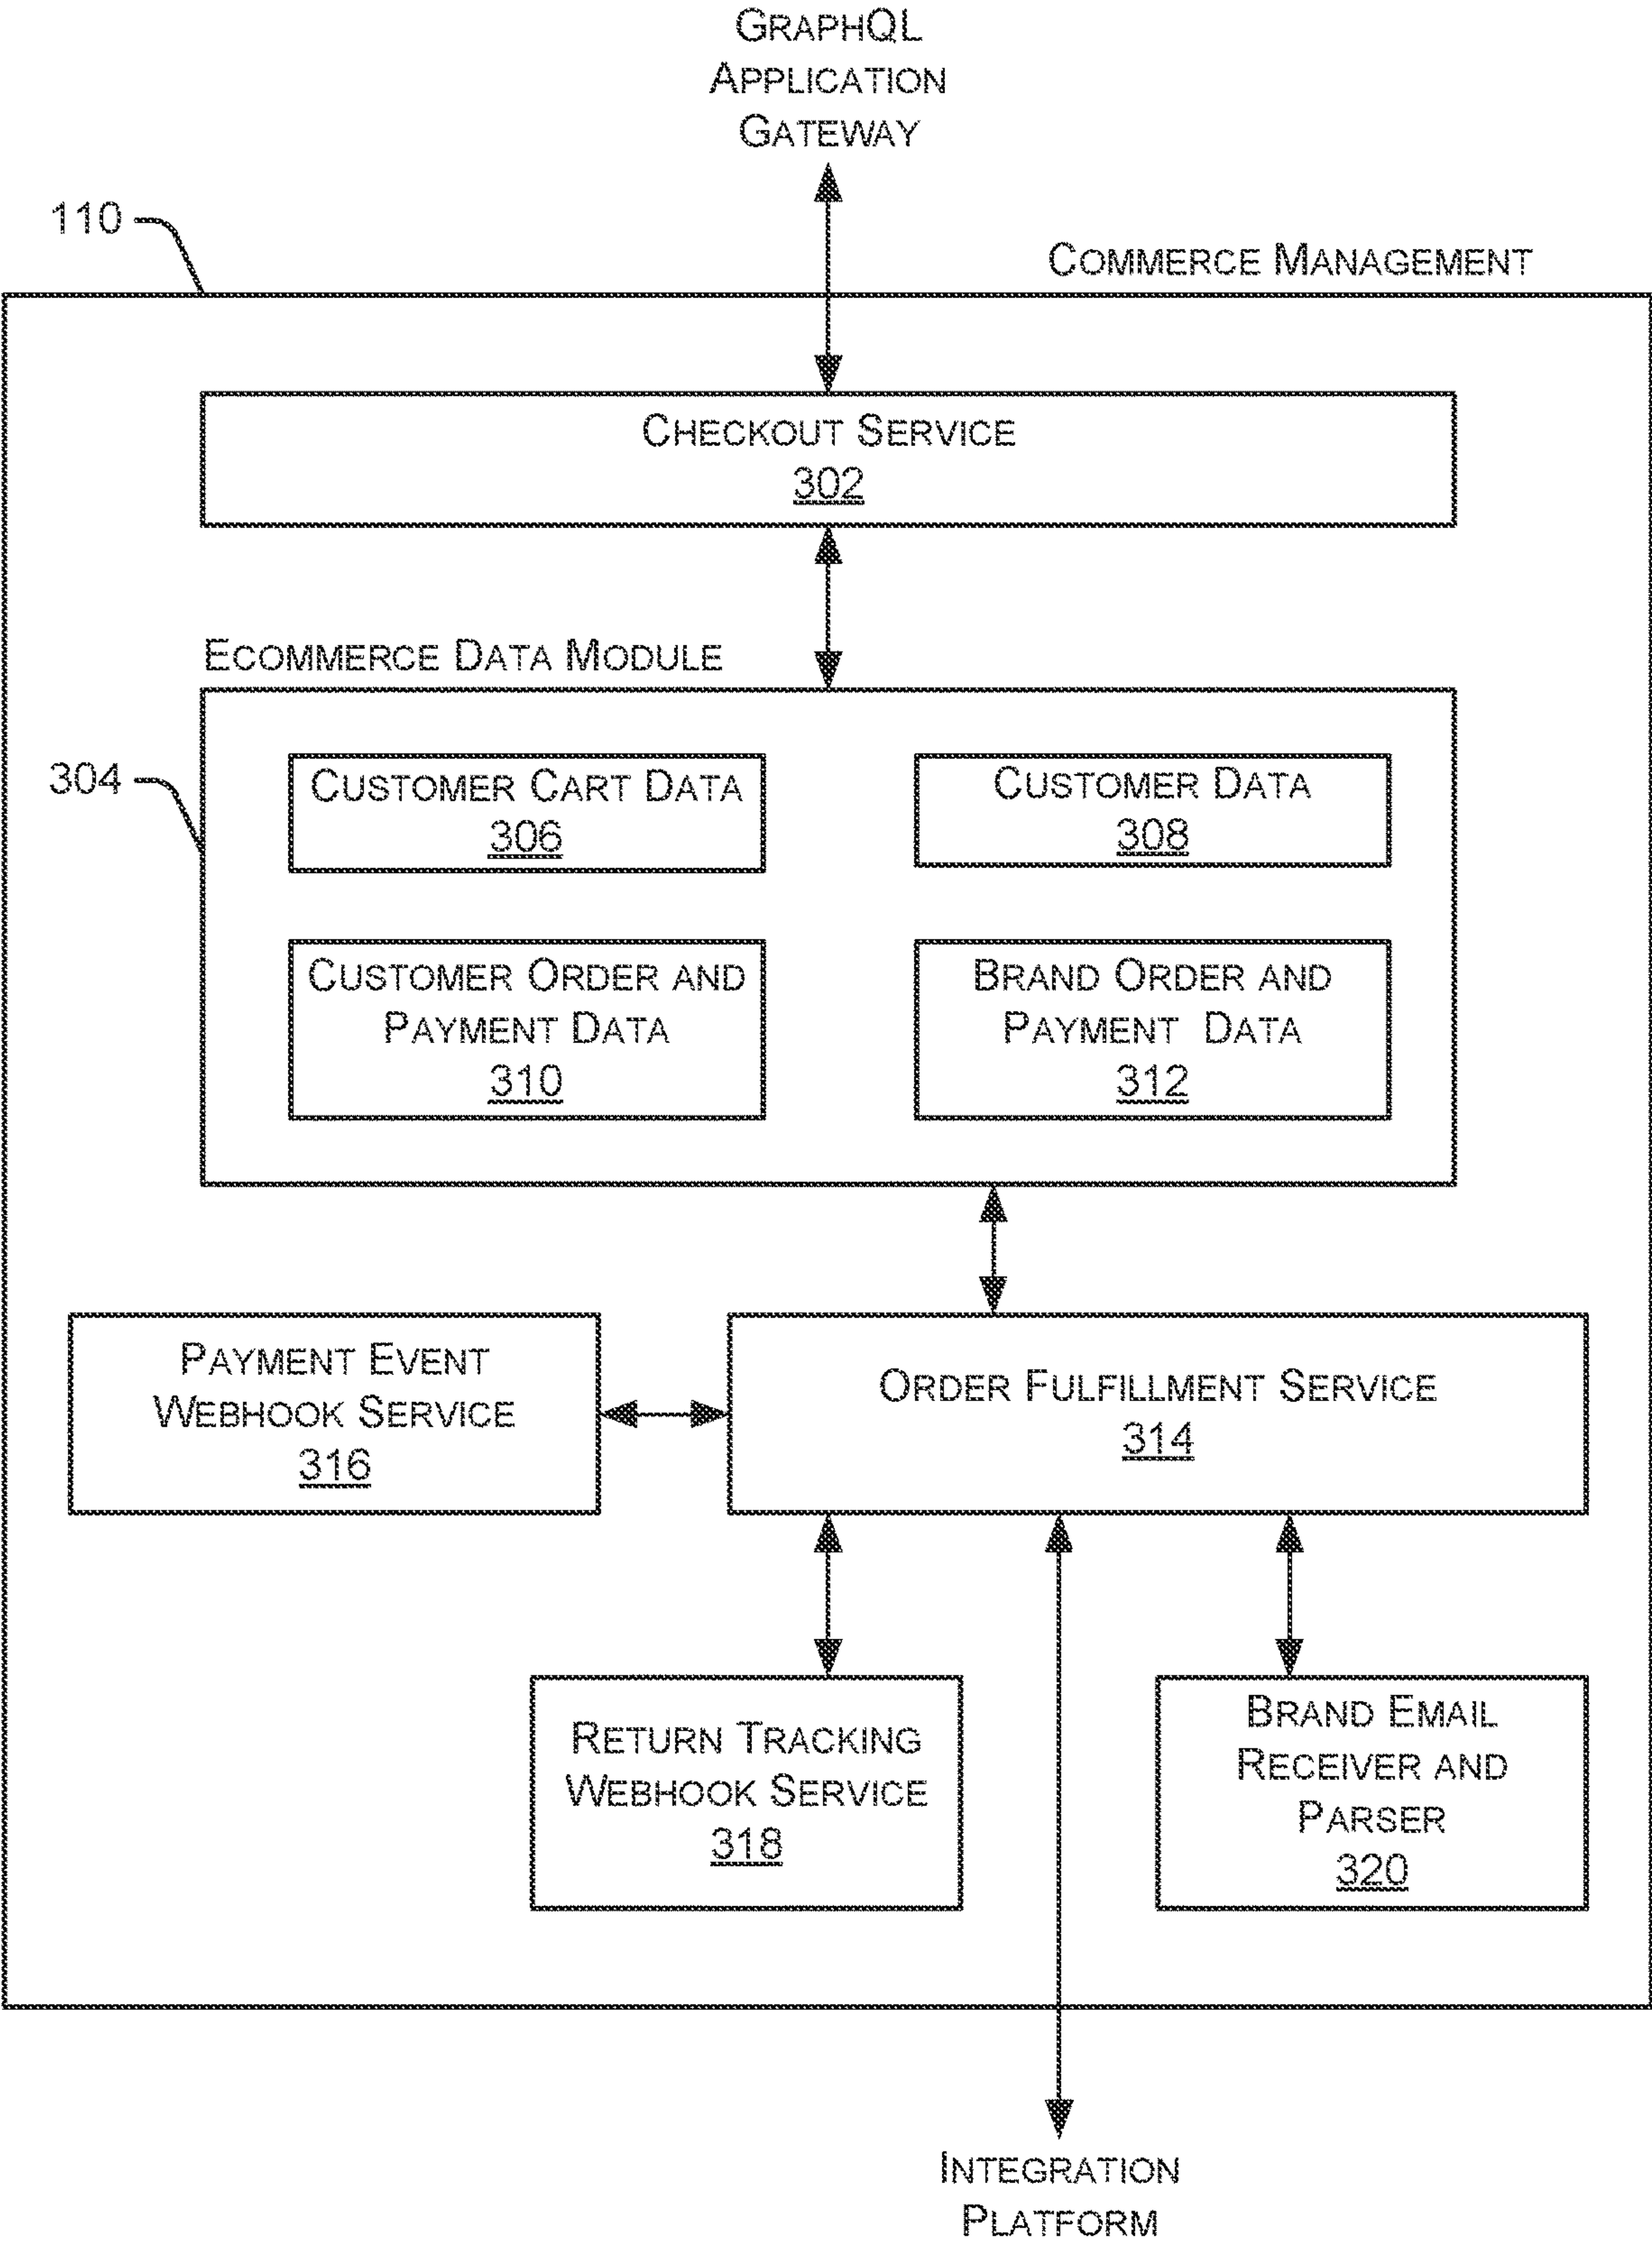 GRAPHQL
APPLICATION
GATEWAY
110
COMMERCE MANAGEMENT
CHECKOUT SERVICE
302
ECOMMERCE DATA MODULE
304
CUSTOMER CART DATA
306
CUSTOMER DATA
308
CUSTOMER ORDER AND
PAYMENT DATA
310
BRAND ORDER AND
PAYMENT DATA
312
PAYMENT EVENT
WEBHOOK SERVICE
316
ORDER FULFILLMENT SERVICE
314
RETURN TRACKING
WEBHOOK SERVICE
318
BRAND EMAIL
RECEIVER AND
PARSER
320
INTEGRATION
PLATFORM